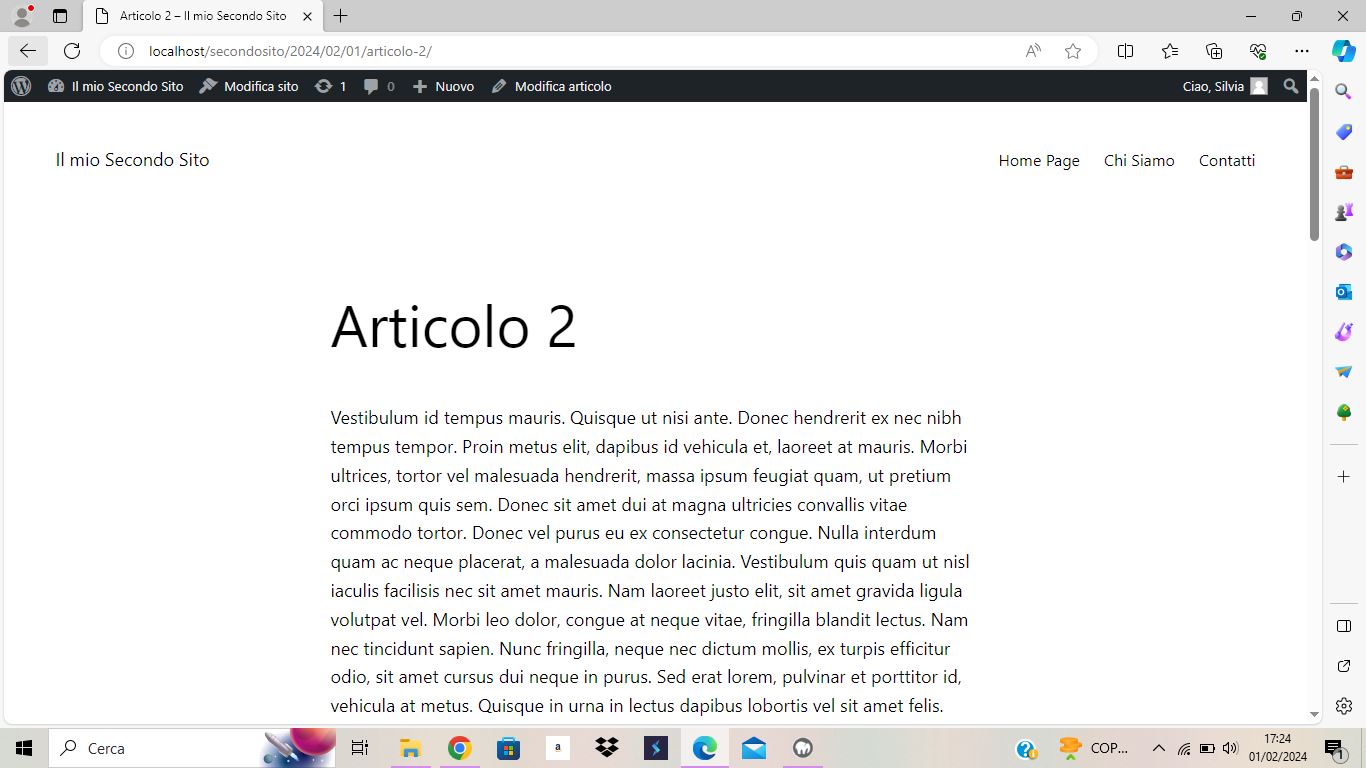 Articolo 2 – Il mio Secondo Sito
localhost/secondosito/2024/02/01/articolo-2/
Il mio Secondo Sito Modifica sito 1 0 Nuovo Modifica articolo Ciao, Silvia
Il mio Secondo Sito Home Page Chi Siamo Contatti
Articolo 2
Vestibulum id tempus mauris. Quisque ut nisi ante. Donec hendrerit ex nec nibh
tempus tempor. Proin metus elit, dapibus id vehicula et, laoreet at mauris. Morbi
ultrices, tortor vel malesuada hendrerit, massa ipsum feugiat quam, ut pretium
orci ipsum quis sem. Donec sit amet dui at magna ultricies convallis vitae
commodo tortor. Donec vel purus eu ex consectetur congue. Nulla interdum
quam ac neque placerat, a malesuada dolor lacinia. Vestibulum quis quam ut nisl
iaculis facilisis nec sit amet mauris. Nam laoreet justo elit, sit amet gravida ligula
volutpat vel. Morbi leo dolor, congue at neque vitae, fringilla blandit lectus. Nam
nec tincidunt sapien. Nunc fringilla, neque nec dictum mollis, ex turpis efficitur
odio, sit amet cursus dui neque in purus. Sed erat lorem, pulvinar et porttitor id,
vehicula at metus. Quisque in urna in lectus dapibus lobortis vel sit amet felis.
Cerca COP... 17:24
01/02/2024 1